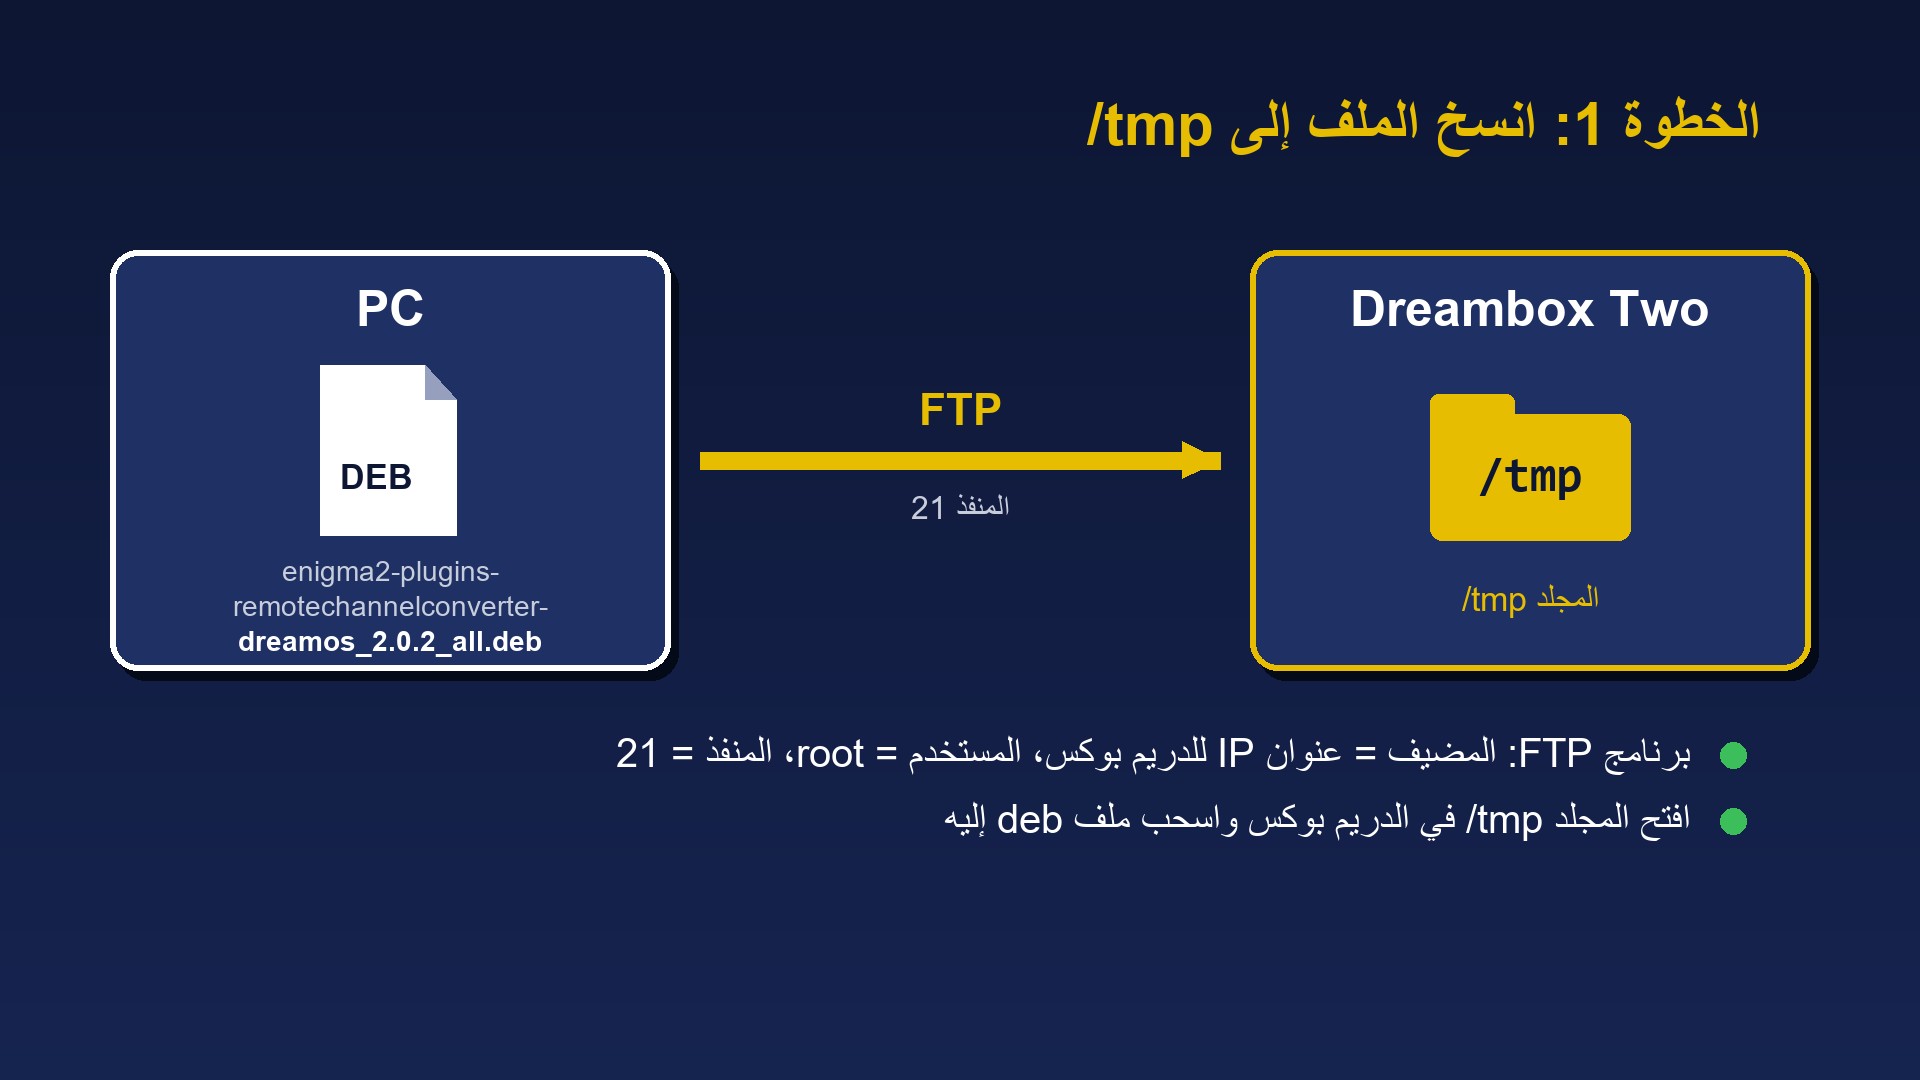 الخطوة 1: انسخ الملف إلى /tmp
PC
DEB
enigma2-plugins-
remotechannelconverter-
dreamos_2.0.2_all.deb
FTP
المنفذ 21
Dreambox Two
/tmp
المجلد /tmp
برنامج FTP: المضيف = عنوان IP للدريم بوكس، المستخدم = root، المنفذ = 21
افتح المجلد /tmp في الدريم بوكس واسحب ملف deb إليه